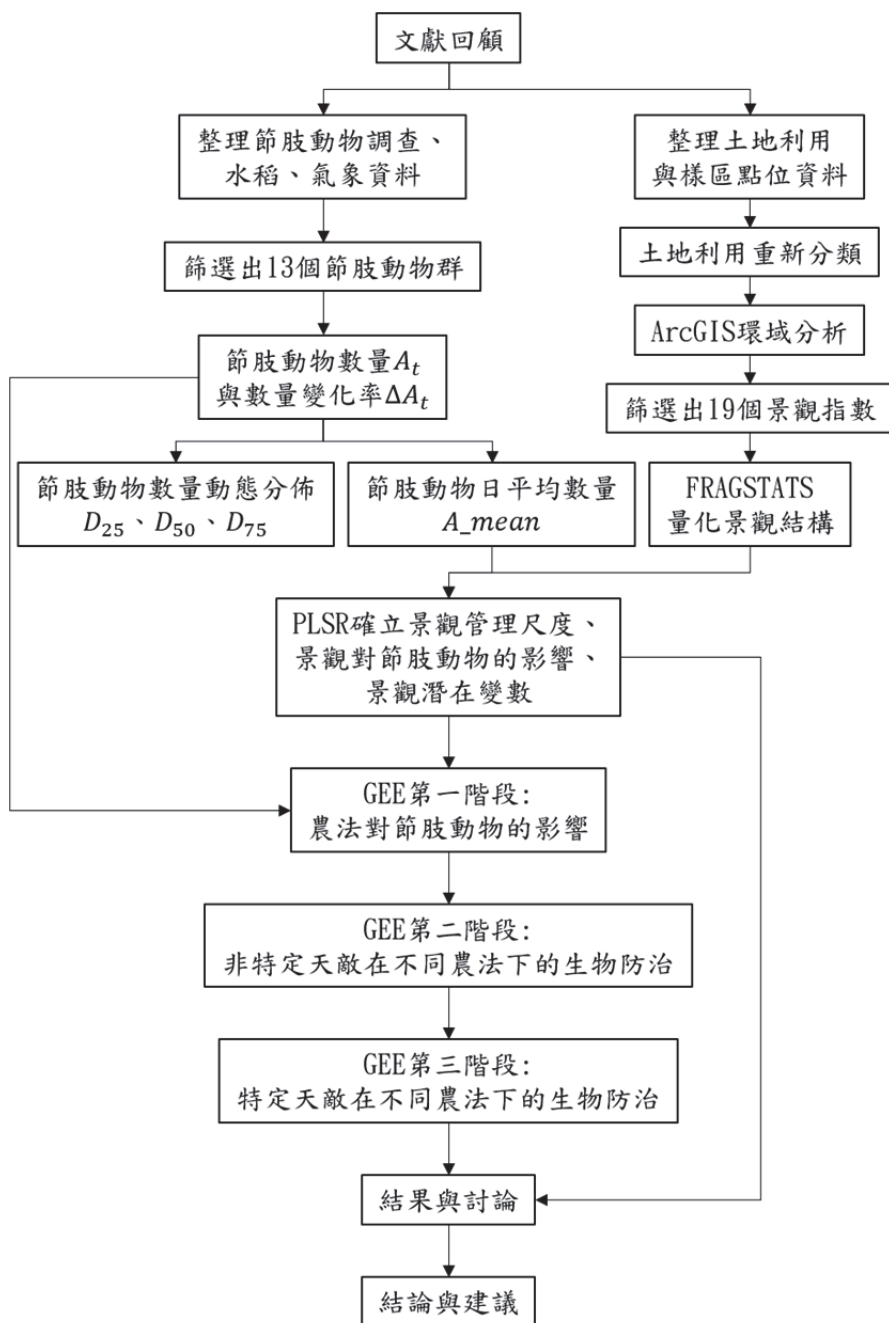 文獻回顧
整理節肢動物調查、
水稻、氣象資料
整理土地利用
與樣區點位資料
篩選出13個節肢動物群
土地利用重新分類
節肢動物數量A_t
與數量變化率ΔA_t
ArcGIS環域分析
篩選出19個景觀指數
節肢動物數量動態分佈
D_25、D_50、D_75
節肢動物日平均數量
A_mean
FRAGSTATS
量化景觀結構
PLSR確立景觀管理尺度、
景觀對節肢動物的影響、
景觀潛在變數
GEE第一階段:
農法對節肢動物的影響
GEE第二階段:
非特定天敵在不同農法下的生物防治
GEE第三階段:
特定天敵在不同農法下的生物防治
結果與討論
結論與建議